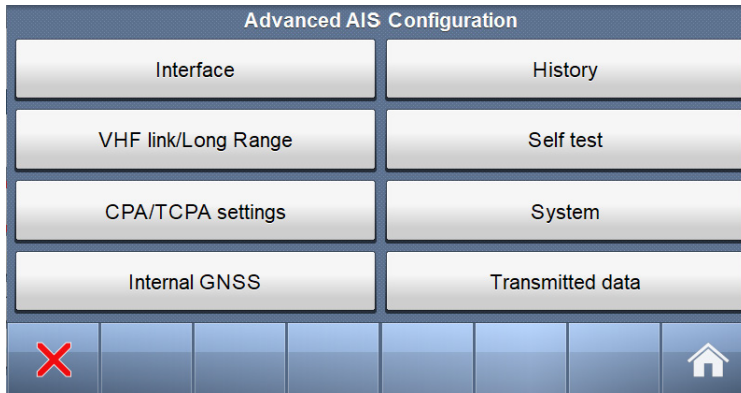 Advanced AIS Configuration
Interface
History
VHF link/Long Range
Self test
CPA/TCPA settings
System
Internal GNSS
Transmitted data